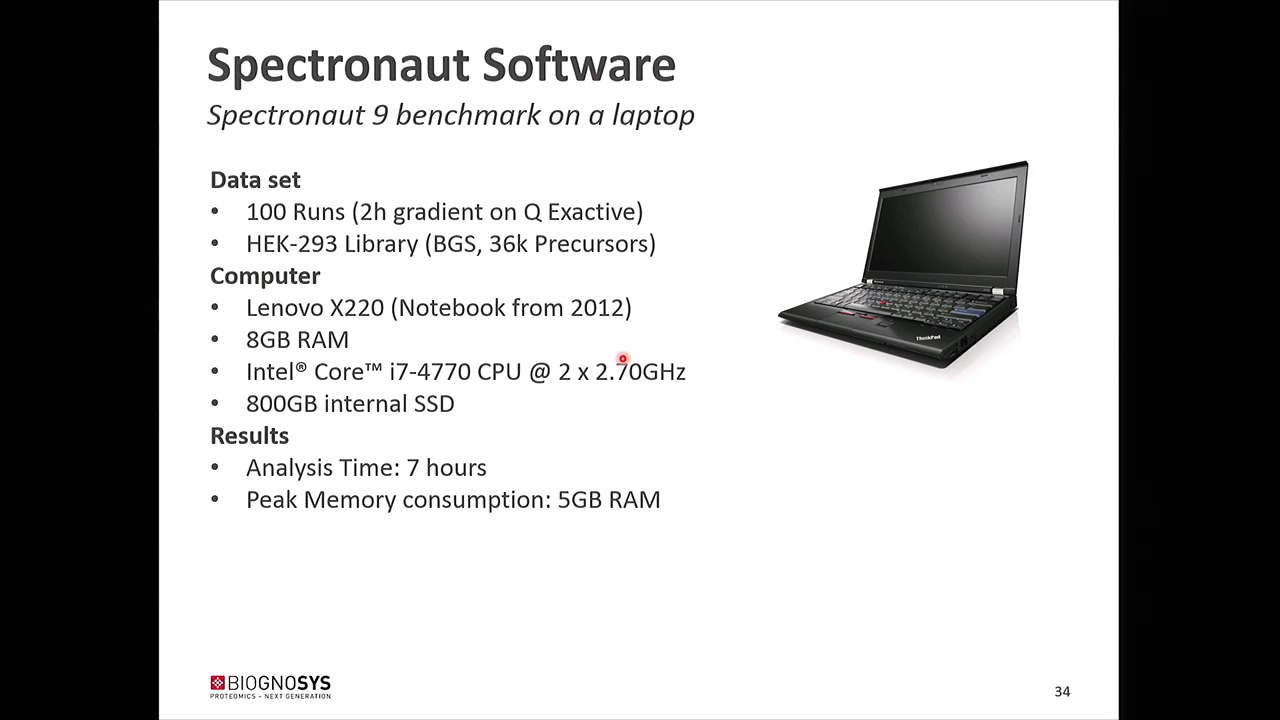 Spectronaut Software
Spectronaut 9 benchmark on a laptop
Data set
• 100 Runs (2h gradient on Q Exactive)
• HEK-293 Library (BGS, 36k Precursors)
Computer
• Lenovo X220 (Notebook from 2012)
• 8GB RAM
• Intel® Core™ i7-4770 CPU @ 2 x 2.70GHz
• 800GB internal SSD
Results
• Analysis Time: 7 hours
• Peak Memory consumption: 5GB RAM
ThinkPad
BIOGNOSYS
PROTEOMICS - NEXT GENERATION
34